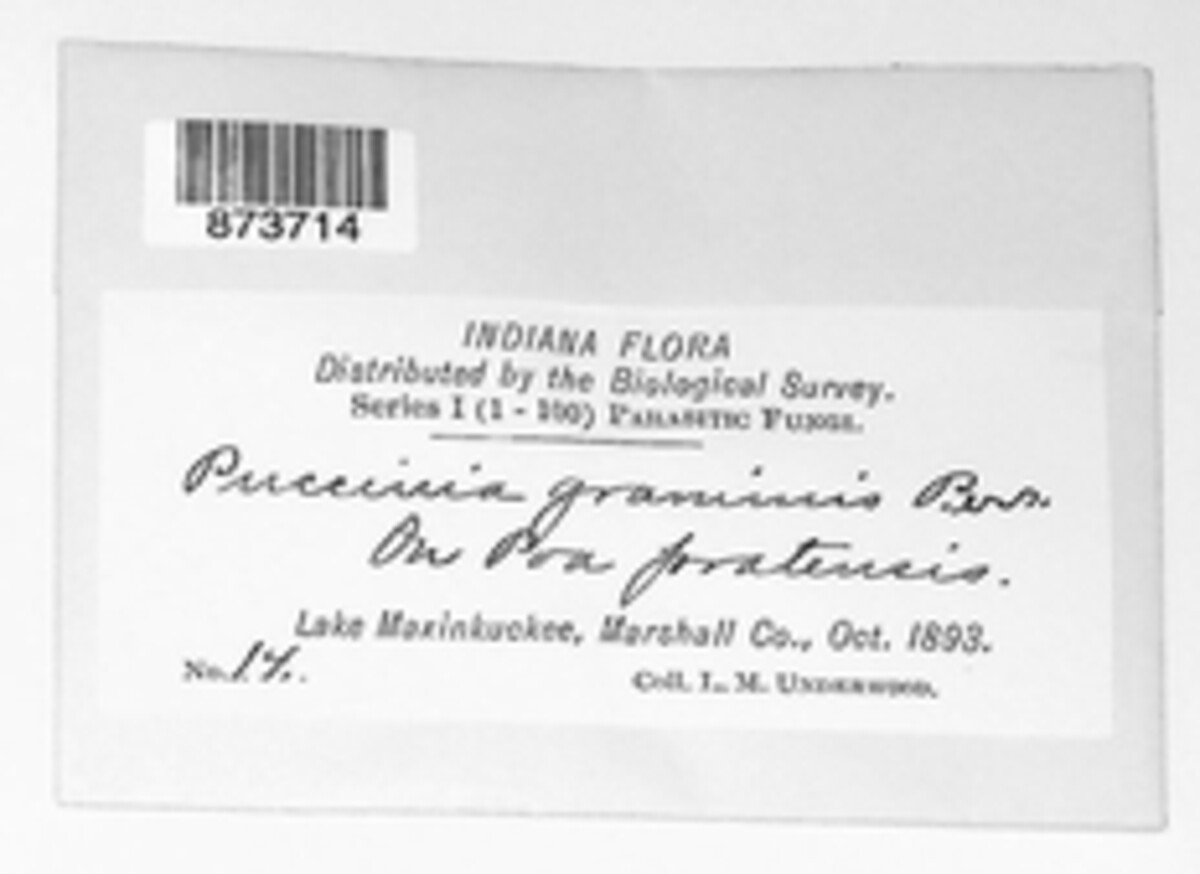 873714
INDIANA FLORA
Distributed by the Biological Survey.
Series I (1 - 100) PARASITIC FUNGI.
Puccinia graminis Pers.
On Poa pratensis.
Lake Maxinkuckee, Marshall Co., Oct. 1893.
No.
Coll. L. M. UNDERWOOD.